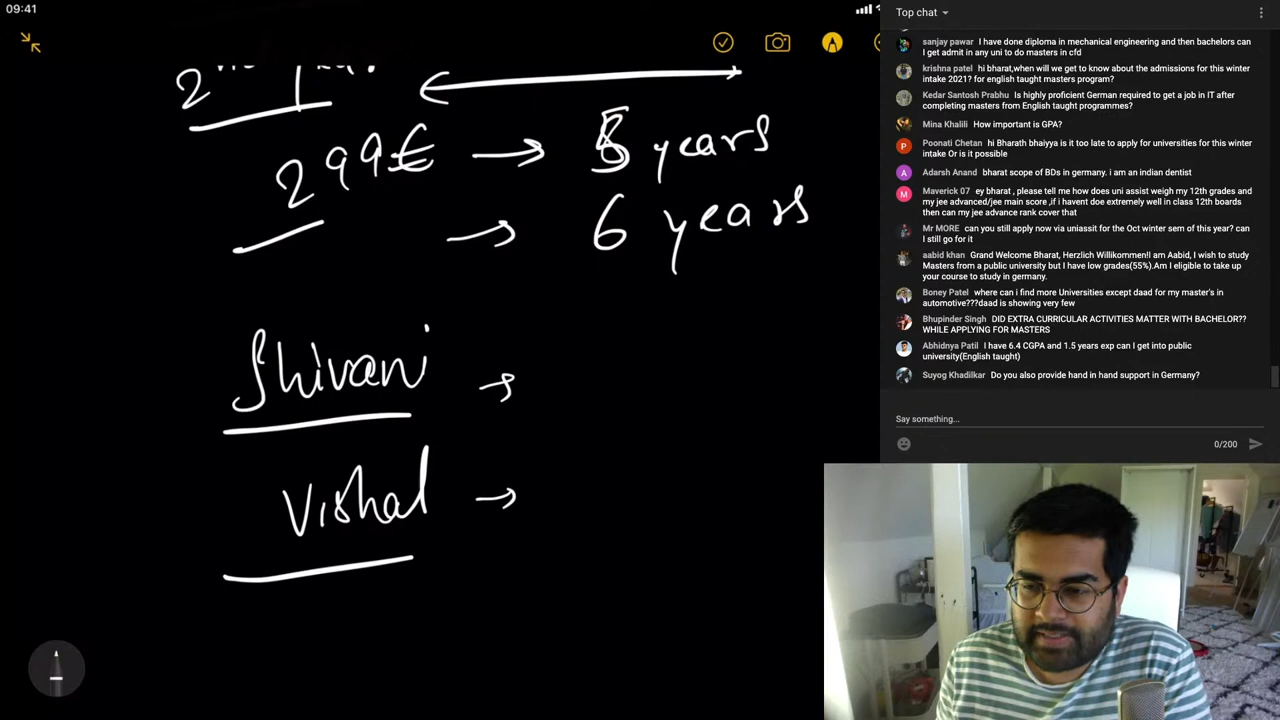 09:41
2nd year
299€ → 5 years
→ 6 years
Shivani →
Vishal →
Top chat
sanjay pawar I have done diploma in mechanical engineering and then bachelors can
I get admit in any uni to do masters in cfd
krishna patel hi bharat,when will we get to know about the admissions for this winter
intake 2021? for english taught masters program?
Kedar Santosh Prabhu Is highly proficient German required to get a job in IT after
completing masters from English taught programmes?
Mina Khalili How important is GPA?
Poonati Chetan hi Bharath bhaiyya is it too late to apply for universities for this winter
intake Or is it possible
Adarsh Anand bharat scope of BDs in germany. i am an indian dentist
Maverick 07 ey bharat , please tell me how does uni assist weigh my 12th grades and
my jee advanced/jee main score ,if i havent doe extremely well in class 12th boards
then can my jee advance rank cover that
Mr MORE can you still apply now via uniassit for the Oct winter sem of this year? can
I still go for it
aabid khan Grand Welcome Bharat, Herzlich Willikommen!I am Aabid, I wish to study
Masters from a public university but I have low grades(55%).Am I eligible to take up
your course to study in germany.
Boney Patel where can i find more Universities except daad for my master's in
automotive???daad is showing very few
Bhupinder Singh DID EXTRA CURRICULAR ACTIVITIES MATTER WITH BACHELOR??
WHILE APPLYING FOR MASTERS
Abhidnya Patil I have 6.4 CGPA and 1.5 years exp can I get into public
university(English taught)
Suyog Khadilkar Do you also provide hand in hand support in Germany?
Say something...
0/200